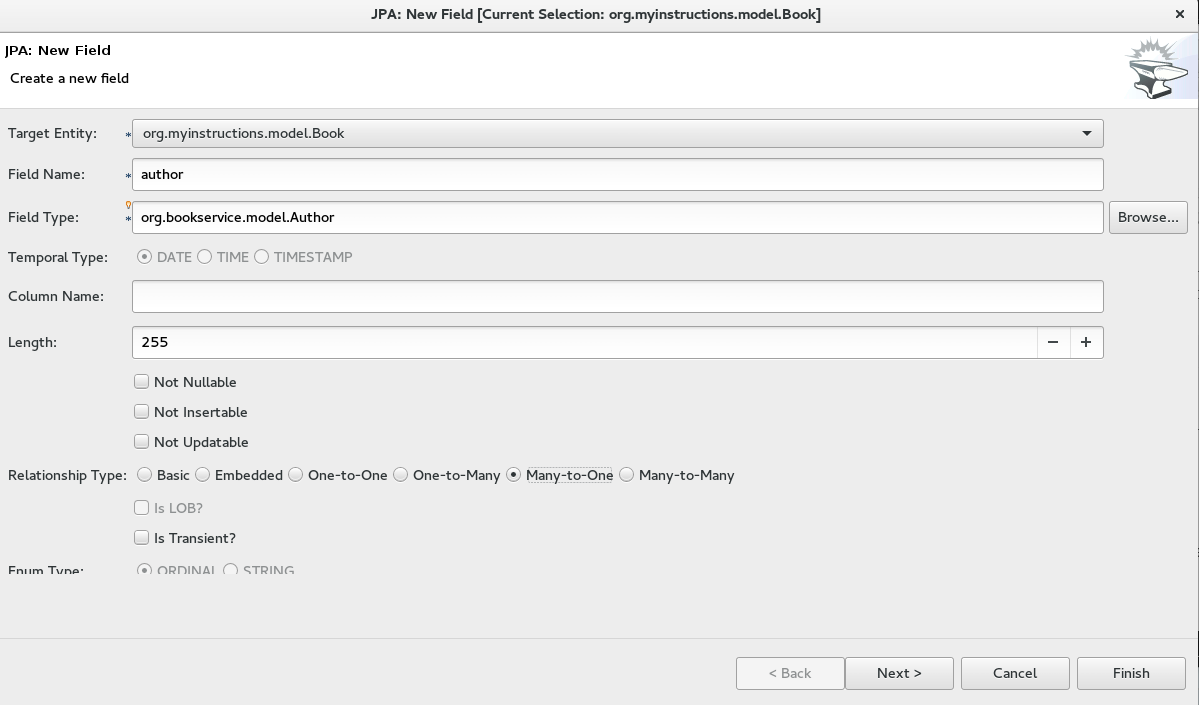 JPA: New Field [Current Selection: org.myinstructions.model.Book] ×
JPA: New Field
Create a new field
Target Entity: * org.myinstructions.model.Book
Field Name: * author
Field Type: * org.bookservice.model.Author Browse...
Temporal Type: DATE TIME TIMESTAMP
Column Name:
Length: 255 − +
Not Nullable
Not Insertable
Not Updatable
Relationship Type: Basic Embedded One-to-One One-to-Many Many-to-One Many-to-Many
Is LOB?
Is Transient?
Enum Type: ORDINAL STRING
< Back Next > Cancel Finish